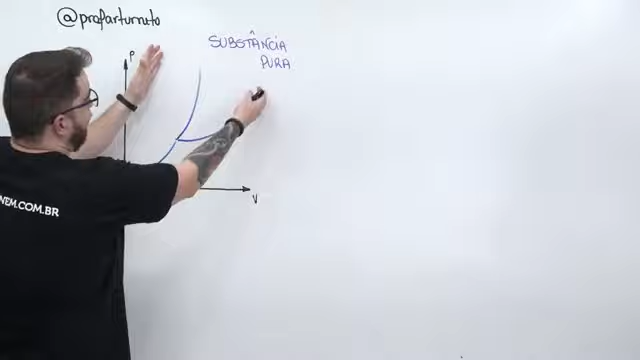 @profarturneto
SUBSTÂNCIA
PURA
P
V
NEM.COM.BR